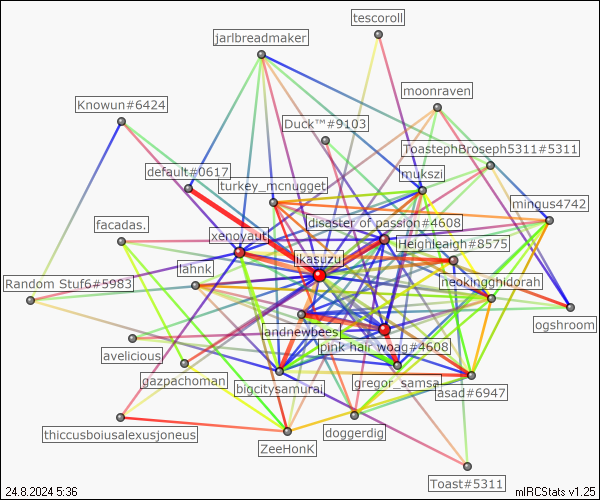 tescoroll
jarlbreadmaker
moonraven
Knowun#6424
Duck™#9103
ToastephBroseph5311#5311
default#0617
mukszi
turkey_mcnugget
mingus4742
facadas.
disaster of passion#4608
xenoyaut
Heighleigh#8575
ikasuzu
lahnk
neokingghidorah
Random Stuf6#5983
ogshroom
andnewbees
pink hair woag#4608
avelicious
gazpachoman
gregor_samsa_
bigcitysamurai
asad#6947
thiccusboiusalexusjoneus
doggerdig
ZeeHonK
Toast#5311
24.8.2024 5:36
mIRCStats v1.25